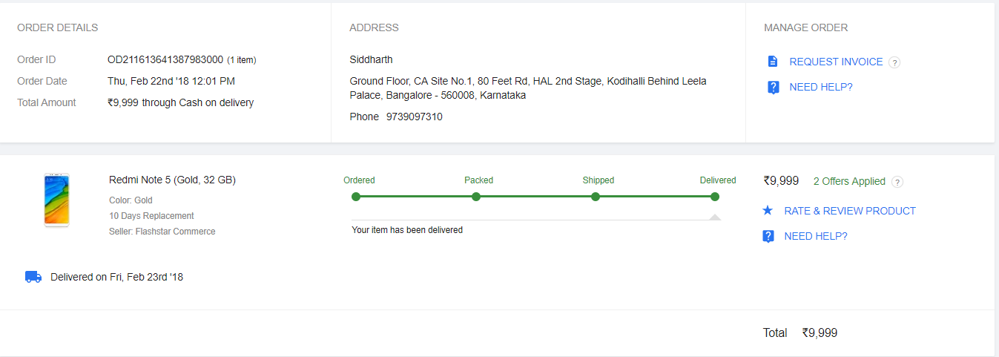 ORDER DETAILS
Order ID OD211613641387983000 (1 item)
Order Date Thu, Feb 22nd '18 12:01 PM
Total Amount ₹9,999 through Cash on delivery
ADDRESS
Siddharth
Ground Floor, CA Site No.1, 80 Feet Rd, HAL 2nd Stage, Kodihalli Behind Leela
Palace, Bangalore - 560008, Karnataka
Phone 9739097310
MANAGE ORDER
REQUEST INVOICE ?
? NEED HELP?
Redmi Note 5 (Gold, 32 GB)
Color: Gold
10 Days Replacement
Seller: Flashstar Commerce
Ordered Packed Shipped Delivered
Your item has been delivered
₹9,999 2 Offers Applied ?
RATE & REVIEW PRODUCT
? NEED HELP?
Delivered on Fri, Feb 23rd '18
Total ₹9,999